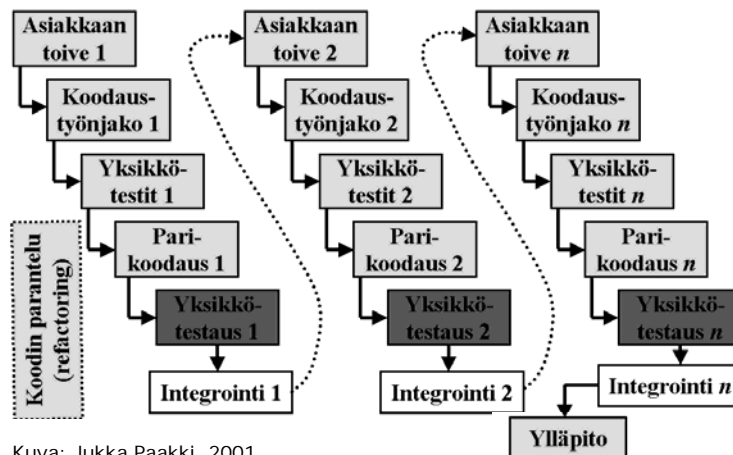 Asiakkaan
toive 1
Koodaus-
työnjako 1
Yksikkö-
testit 1
Pari-
koodaus 1
Yksikkö-
testaus 1
Integrointi 1
Asiakkaan
toive 2
Koodaus-
työnjako 2
Yksikkö-
testit 2
Pari-
koodaus 2
Yksikkö-
testaus 2
Integrointi 2
Asiakkaan
toive n
Koodaus-
työnjako n
Yksikkö-
testit n
Pari-
koodaus n
Yksikkö-
testaus n
Integrointi n
Ylläpito
Koodin parantelu
(refactoring)
Kuva: Jukka Paakki, 2001